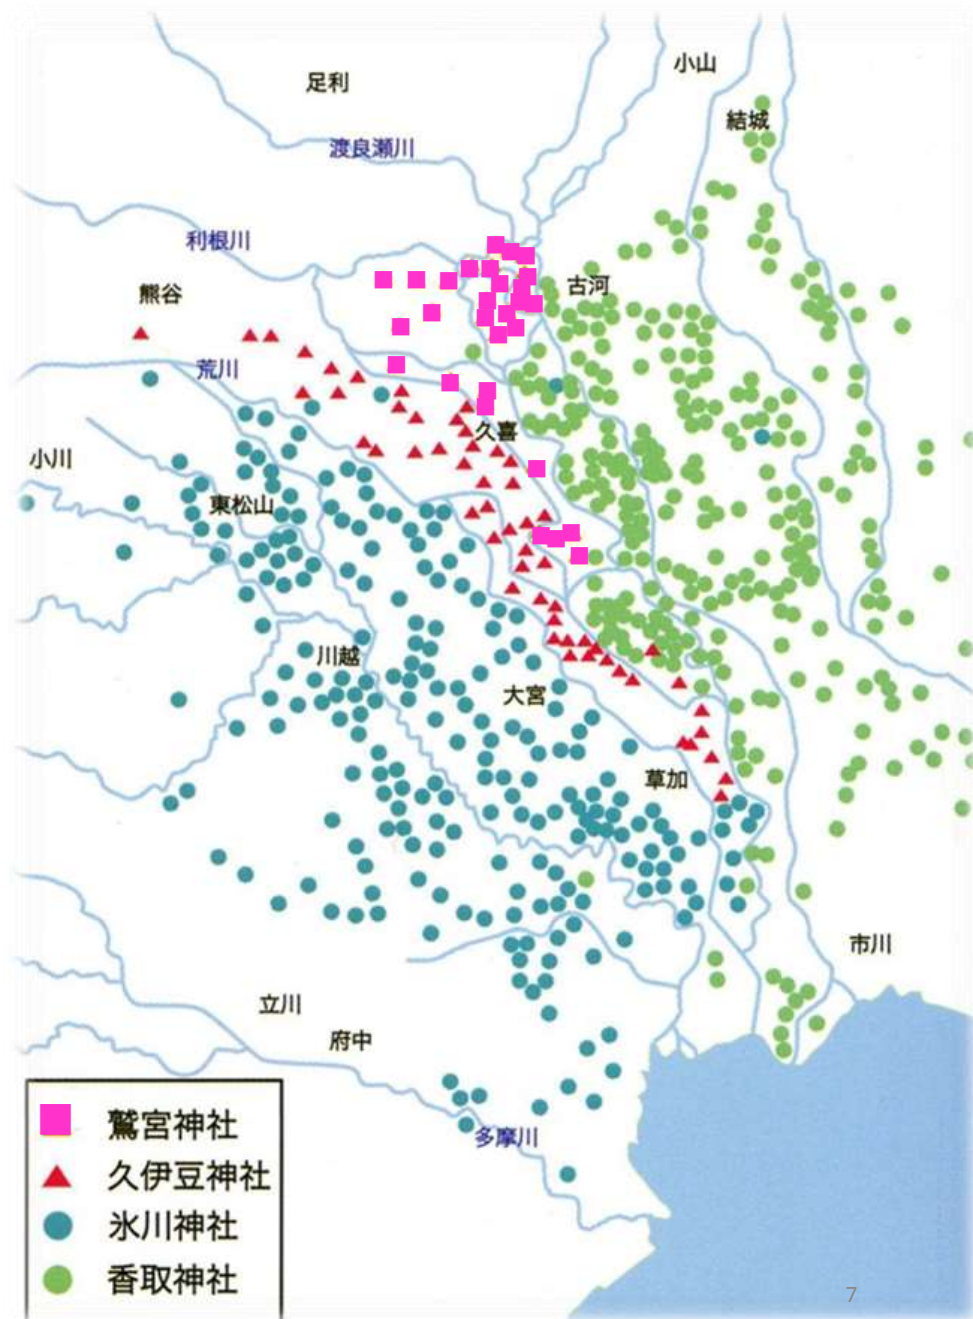 小山
足利
結城
渡良瀬川
利根川
古河
熊谷
荒川
久喜
小川
東松山
川越
大宮
草加
市川
立川
府中
多摩川
鷲宮神社
久伊豆神社
氷川神社
香取神社
7